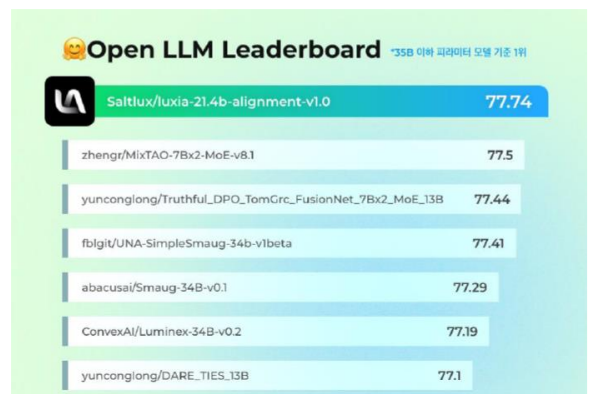 🤗Open LLM Leaderboard *35B 이하 피라미터 모델 기준 1위
Saltlux/luxia-21.4b-alignment-v1.0 77.74
zhengr/MixTAO-7Bx2-MoE-v8.1 77.5
yunconglong/Truthful_DPO_TomGrc_FusionNet_7Bx2_MoE_13B 77.44
fblgit/UNA-SimpleSmaug-34b-v1beta 77.41
abacusai/Smaug-34B-v0.1 77.29
ConvexAI/Luminex-34B-v0.2 77.19
yunconglong/DARE_TIES_13B 77.1